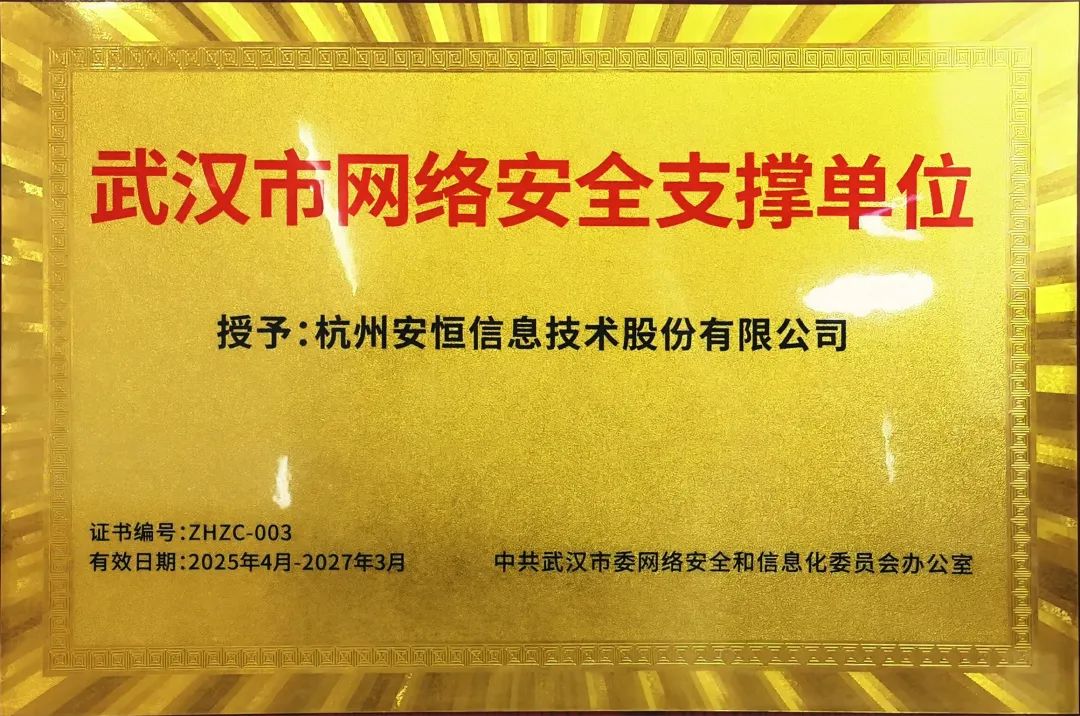 武汉市网络安全支撑单位
授予:杭州安恒信息技术股份有限公司
证书编号:ZHZC-003
有效日期:2025年4月-2027年3月
中共武汉市委网络安全和信息化委员会办公室